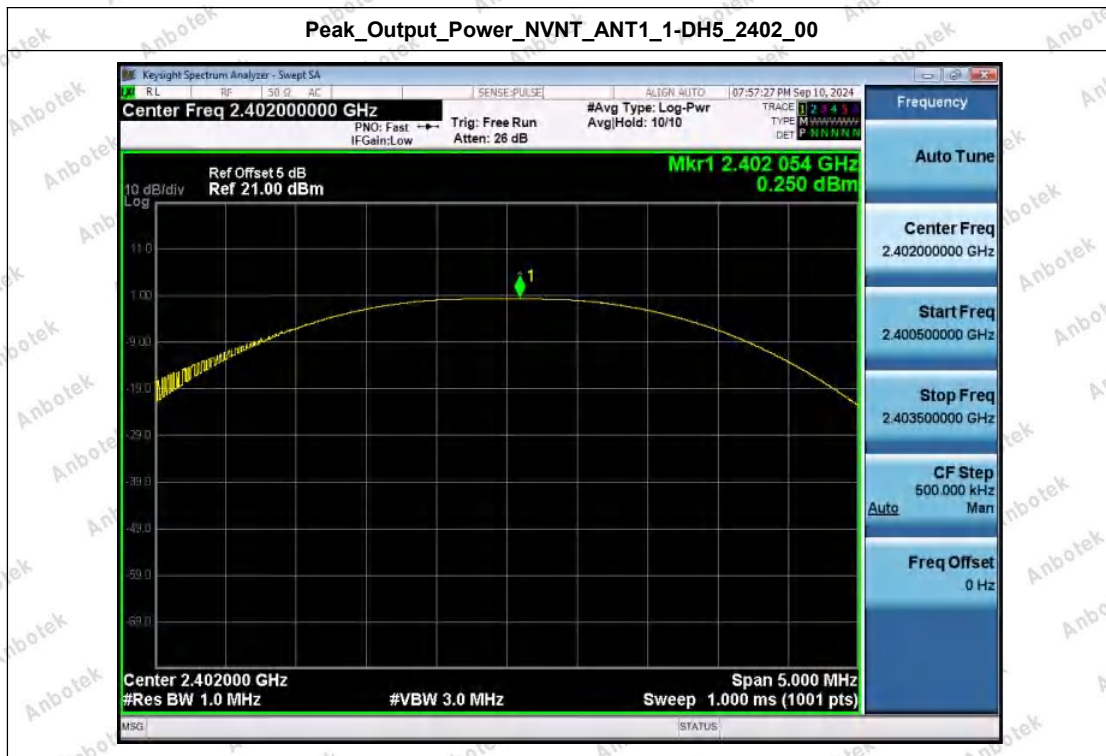 Peak_Output_Power_NVNT_ANT1_1-DH5_2402_00
Keysight Spectrum Analyzer - Swept SA
RL RF 50 Ω AC SENSE:PULSE ALIGN AUTO 07:57:27 PM Sep 10, 2024
Center Freq 2.402000000 GHz
PNO: Fast
IFGain:Low
Trig: Free Run
Atten: 26 dB
#Avg Type: Log-Pwr
Avg|Hold: 10/10
TRACE 1 2 3 4 5 6
TYPE M
DET P N N N N N
Mkr1 2.402 054 GHz
0.250 dBm
Ref Offset 5 dB
10 dB/div Ref 21.00 dBm
Log
11.0
1.00
-9.00
-19.0
-29.0
-39.0
-49.0
-59.0
-69.0
1
Center 2.402000 GHz Span 5.000 MHz
#Res BW 1.0 MHz #VBW 3.0 MHz Sweep 1.000 ms (1001 pts)
MSG STATUS
Frequency
Auto Tune
Center Freq
2.402000000 GHz
Start Freq
2.400500000 GHz
Stop Freq
2.403500000 GHz
CF Step
500.000 kHz
Auto Man
Freq Offset
0 Hz
Anbotek